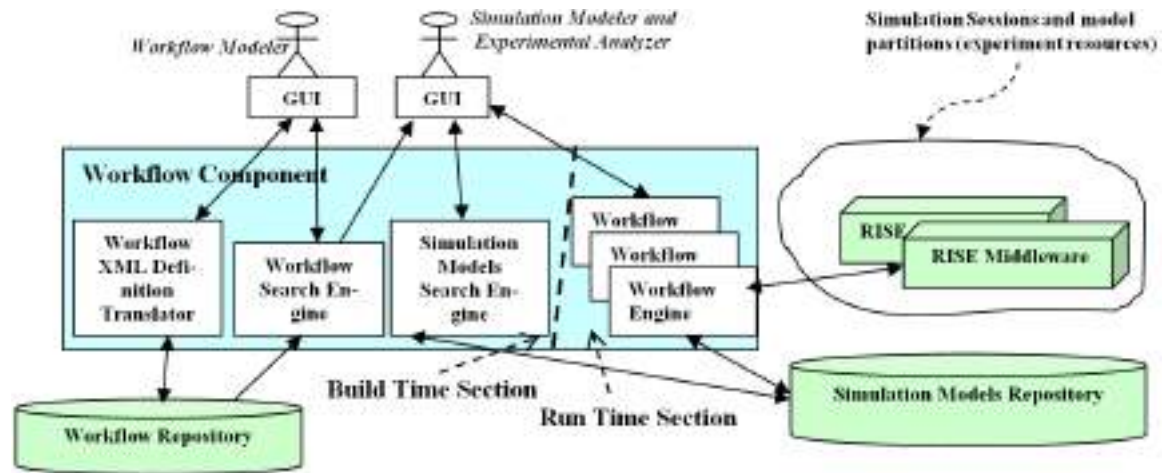 Workflow Modeler
Simulation Modeler and
Experimental Analyzer
Simulation Sessions and model
partitions (experiment resources)
GUI
GUI
Workflow Component
Workflow
XML Defi-
nition
Translator
Workflow
Search En-
gine
Simulation
Models
Search En-
gine
Workflow
Workflow
Workflow
Engine
RISE
RISE Middleware
Build Time Section
Run Time Section
Simulation Models Repository
Workflow Repository